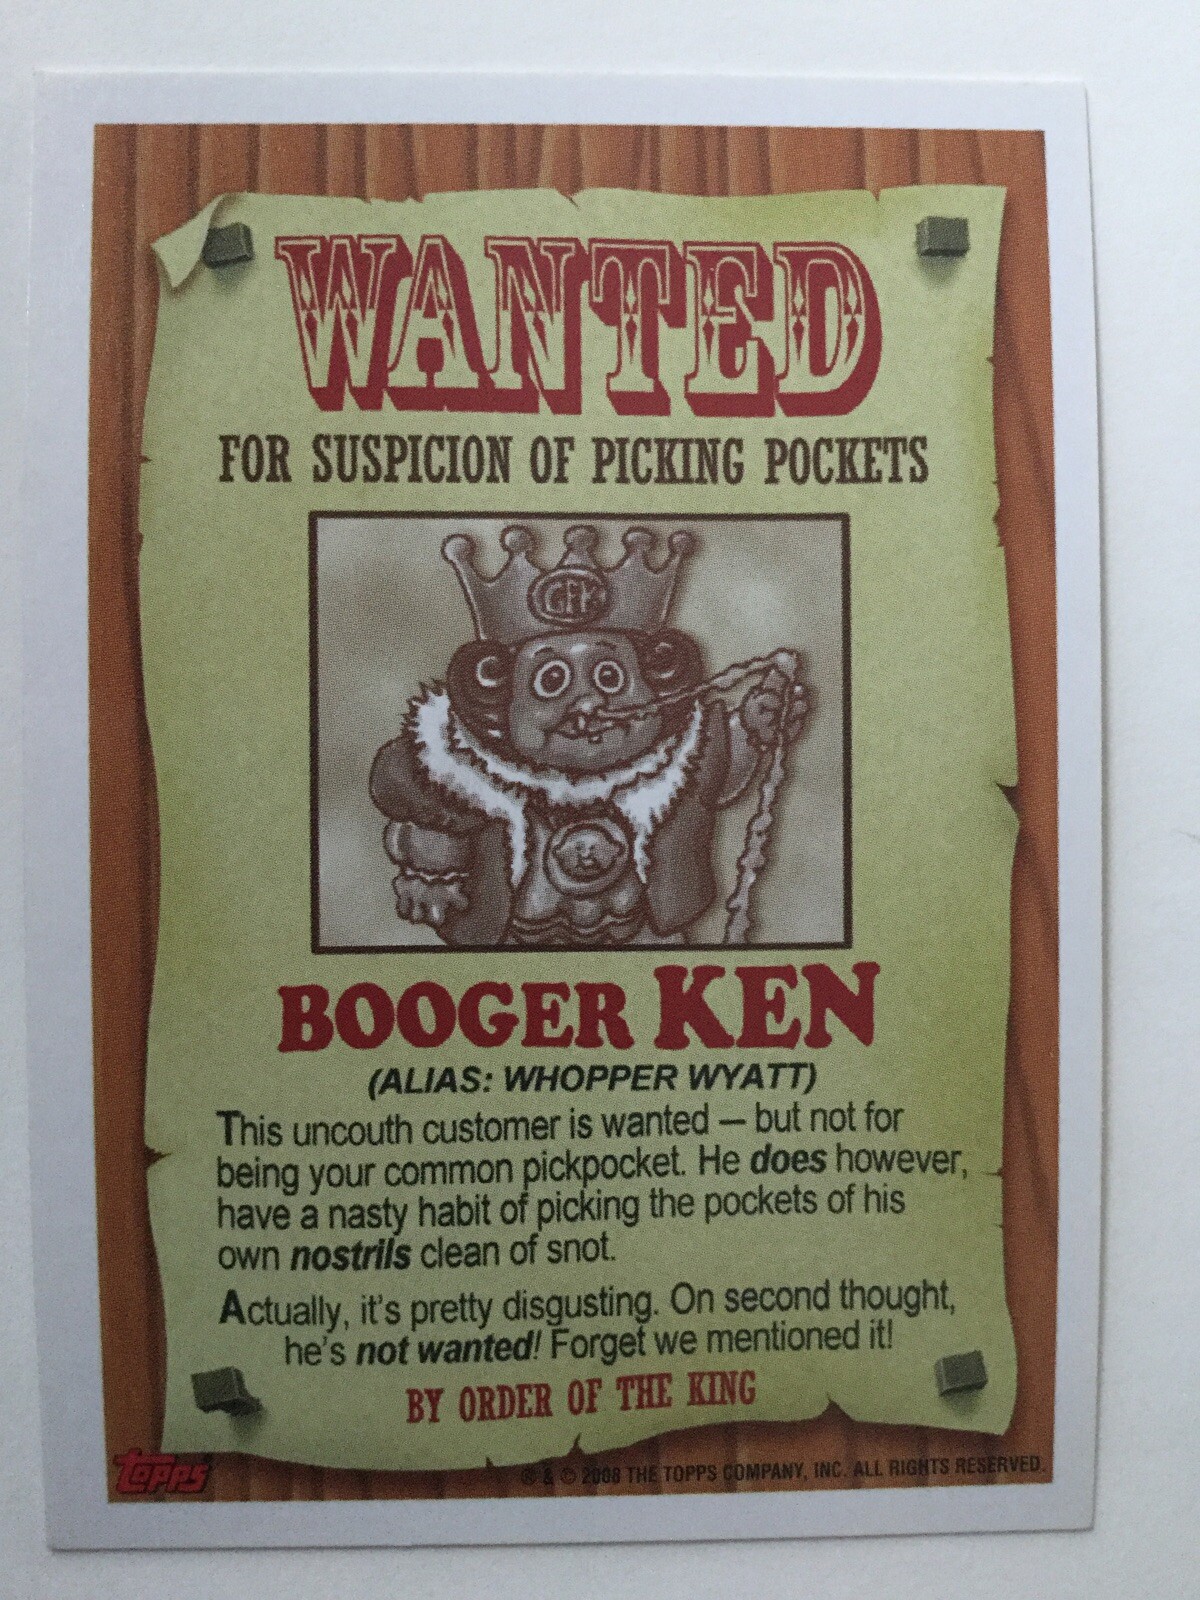 WANTED
FOR SUSPICION OF PICKING POCKETS
GPK
BOOGER KEN
(ALIAS: WHOPPER WYATT)
This uncouth customer is wanted — but not for
being your common pickpocket. He does however,
have a nasty habit of picking the pockets of his
own nostrils clean of snot.
Actually, it's pretty disgusting. On second thought,
he's not wanted! Forget we mentioned it!
BY ORDER OF THE KING
topps
® & © 2008 THE TOPPS COMPANY, INC. ALL RIGHTS RESERVED.